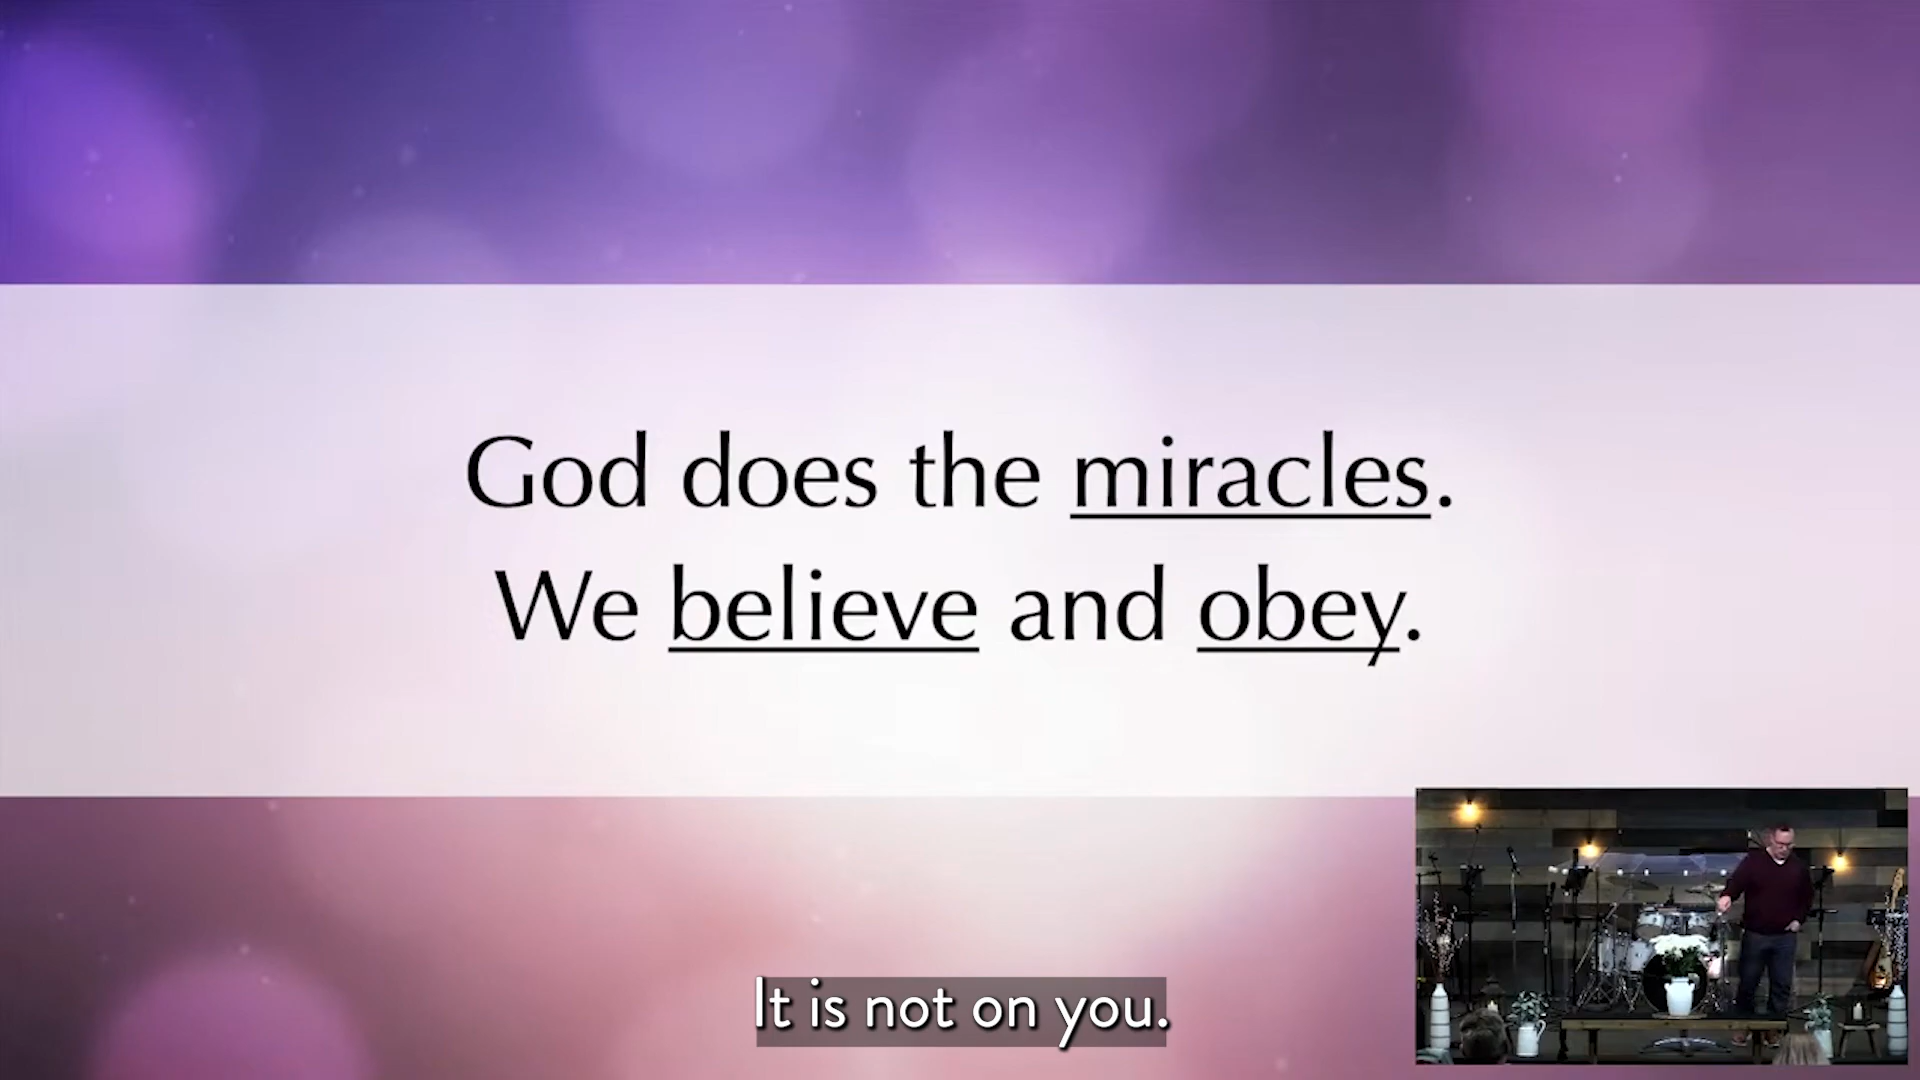 God does the miracles.
We believe and obey.
It is not on you.